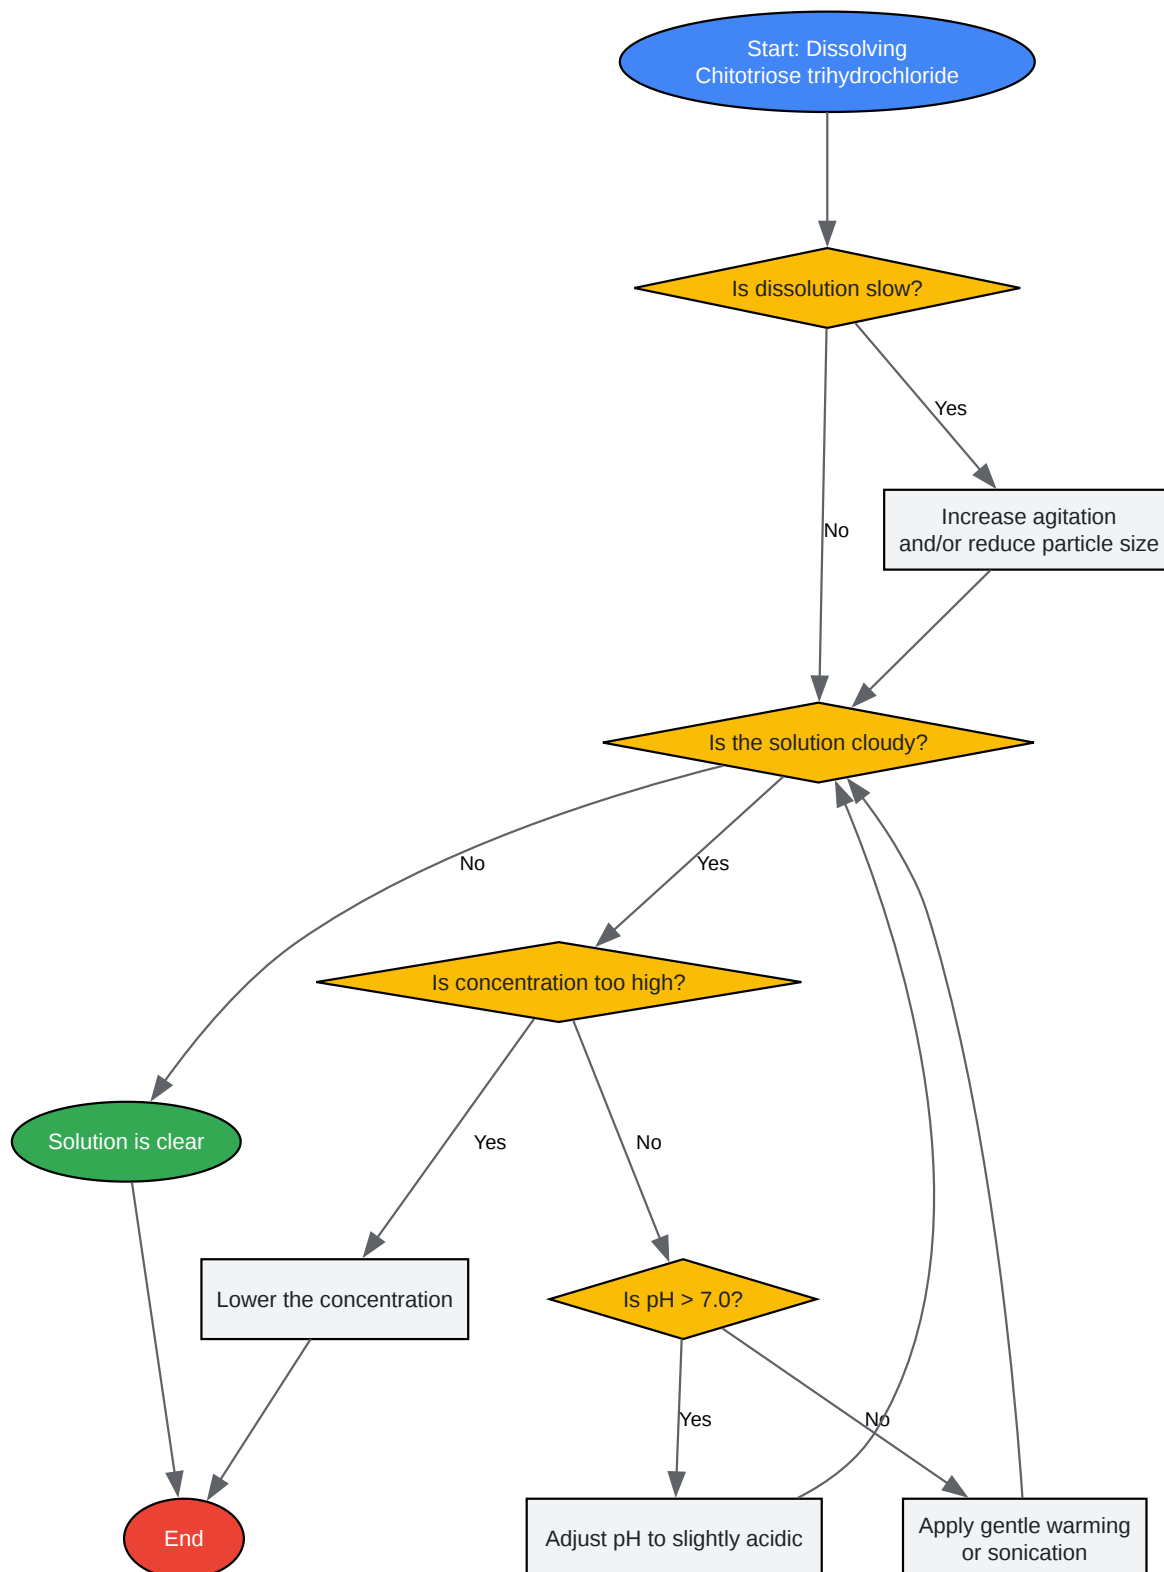 Start: Dissolving
Chitotriose trihydrochloride
Is dissolution slow?
Yes
No
Increase agitation
and/or reduce particle size
Is the solution cloudy?
No
Yes
Is concentration too high?
Solution is clear
Yes
No
Lower the concentration
Is pH > 7.0?
Yes
No
End
Adjust pH to slightly acidic
Apply gentle warming
or sonication